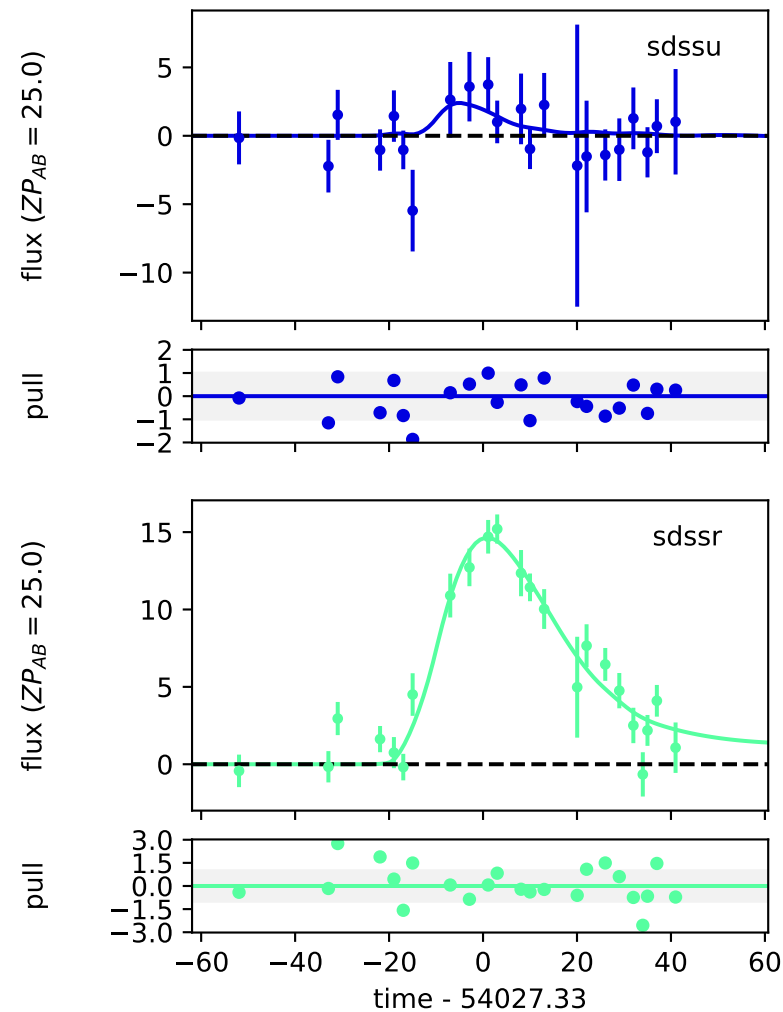 sdssu
flux (ZP_AB = 25.0)
5
0
−5
−10
pull
2
1
0
−1
−2
sdssr
flux (ZP_AB = 25.0)
15
10
5
0
pull
3.0
1.5
0.0
−1.5
−3.0
−60 −40 −20 0 20 40 60
time - 54027.33